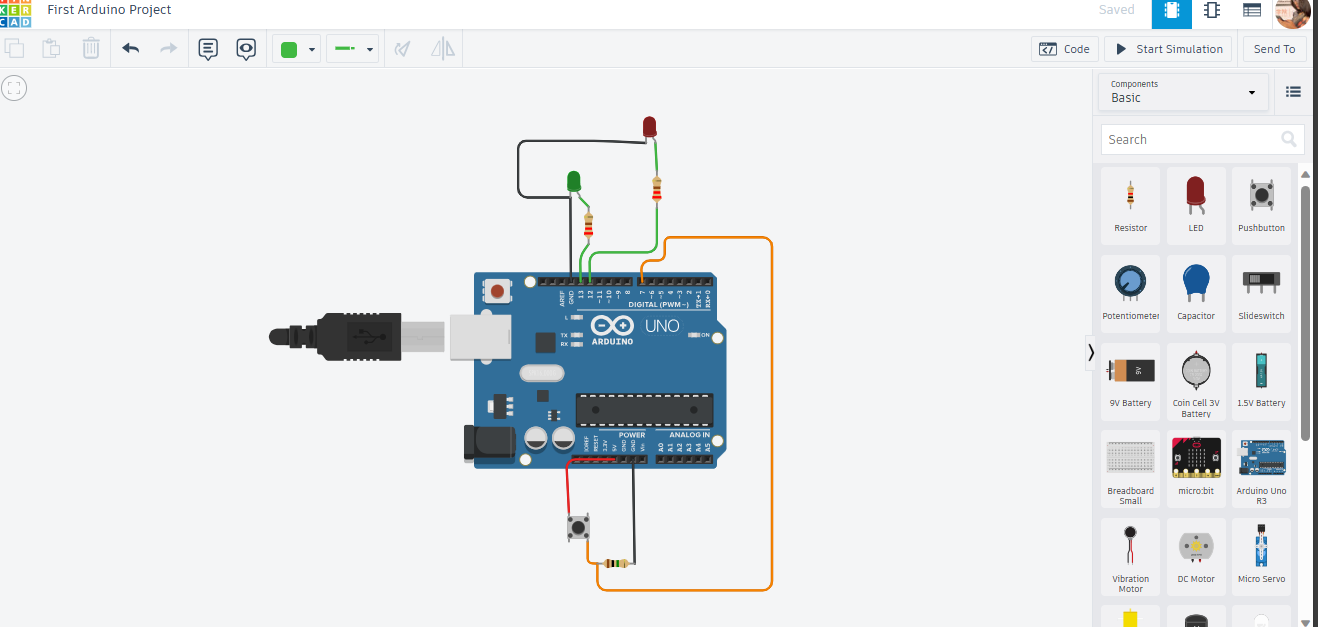 KER
CAD
First Arduino Project
Saved
Code
Start Simulation
Send To
Components
Basic
Search
Resistor
LED
Pushbutton
Potentiometer
Capacitor
Slideswitch
9V
9V Battery
Coin Cell 3V
Battery
1.5V Battery
Breadboard
Small
micro:bit
Arduino Uno
R3
Vibration
Motor
DC Motor
Micro Servo
AREF
GND
13
12
~11
~10
~9
8
7
~6
~5
4
~3
2
TX→1
RX←0
DIGITAL (PWM~)
L
TX
RX
UNO
ARDUINO
ON
POWER
ANALOG IN
IOREF
RESET
3.3V
5V
GND
GND
Vin
A0
A1
A2
A3
A4
A5